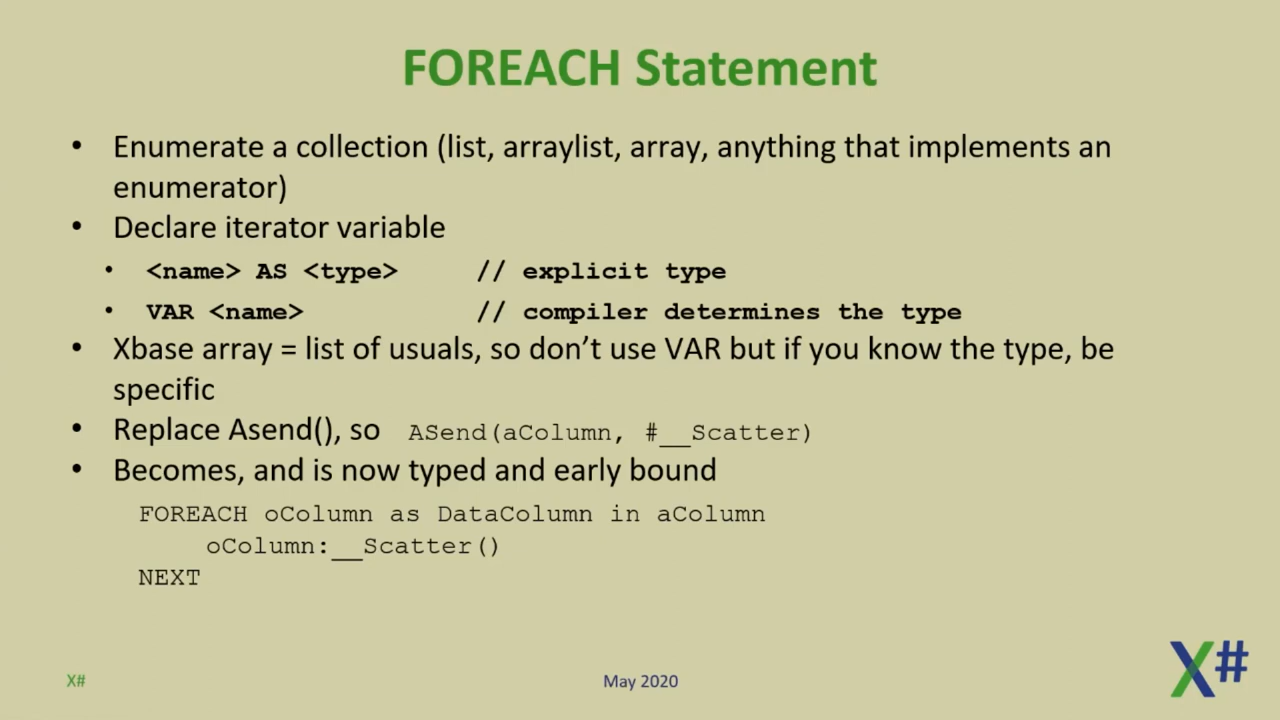 FOREACH Statement
• Enumerate a collection (list, arraylist, array, anything that implements an
enumerator)
• Declare iterator variable
• <name> AS <type> // explicit type
• VAR <name> // compiler determines the type
• Xbase array = list of usuals, so don’t use VAR but if you know the type, be
specific
• Replace Asend(), so ASend(aColumn, #__Scatter)
• Becomes, and is now typed and early bound
FOREACH oColumn as DataColumn in aColumn
oColumn:__Scatter()
NEXT
X#
May 2020
X#